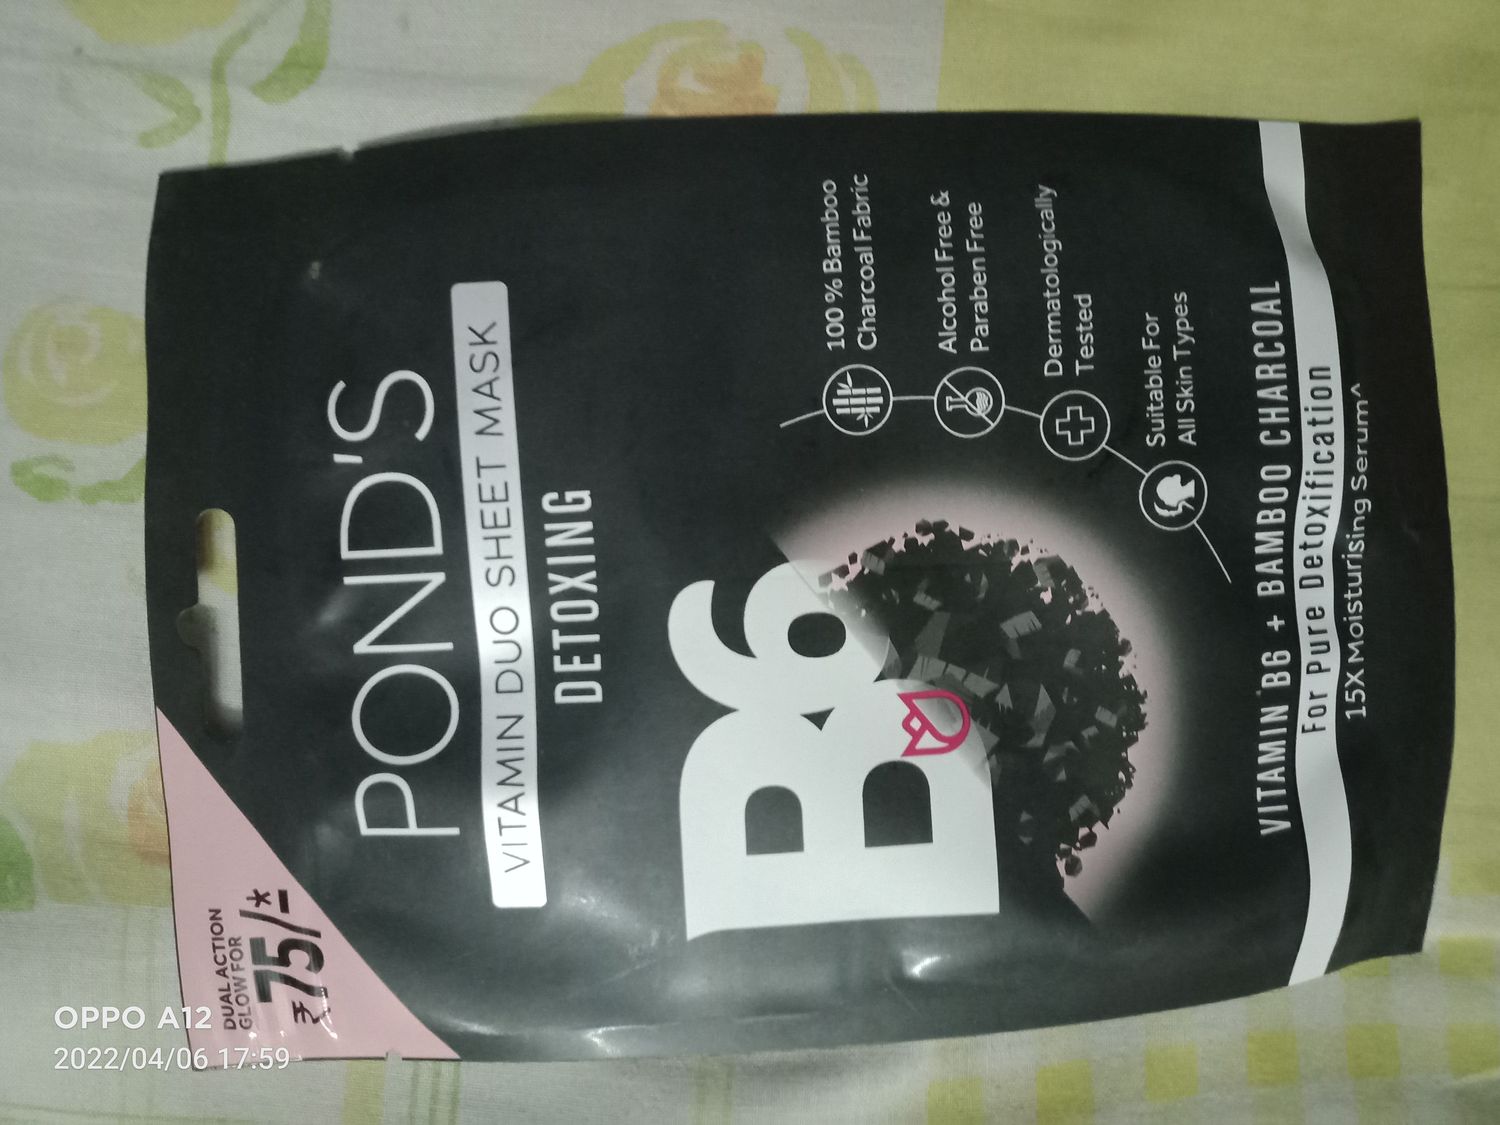 DUAL ACTION
GLOW FOR
₹75/-*
POND'S
VITAMIN DUO SHEET MASK
DETOXING
B6
100% Bamboo
Charcoal Fabric
Alcohol Free &
Paraben Free
Dermatologically
Tested
Suitable For
All Skin Types
VITAMIN B6 + BAMBOO CHARCOAL
For Pure Detoxification
15X Moisturising Serum^
OPPO A12
2022/04/06 17:59